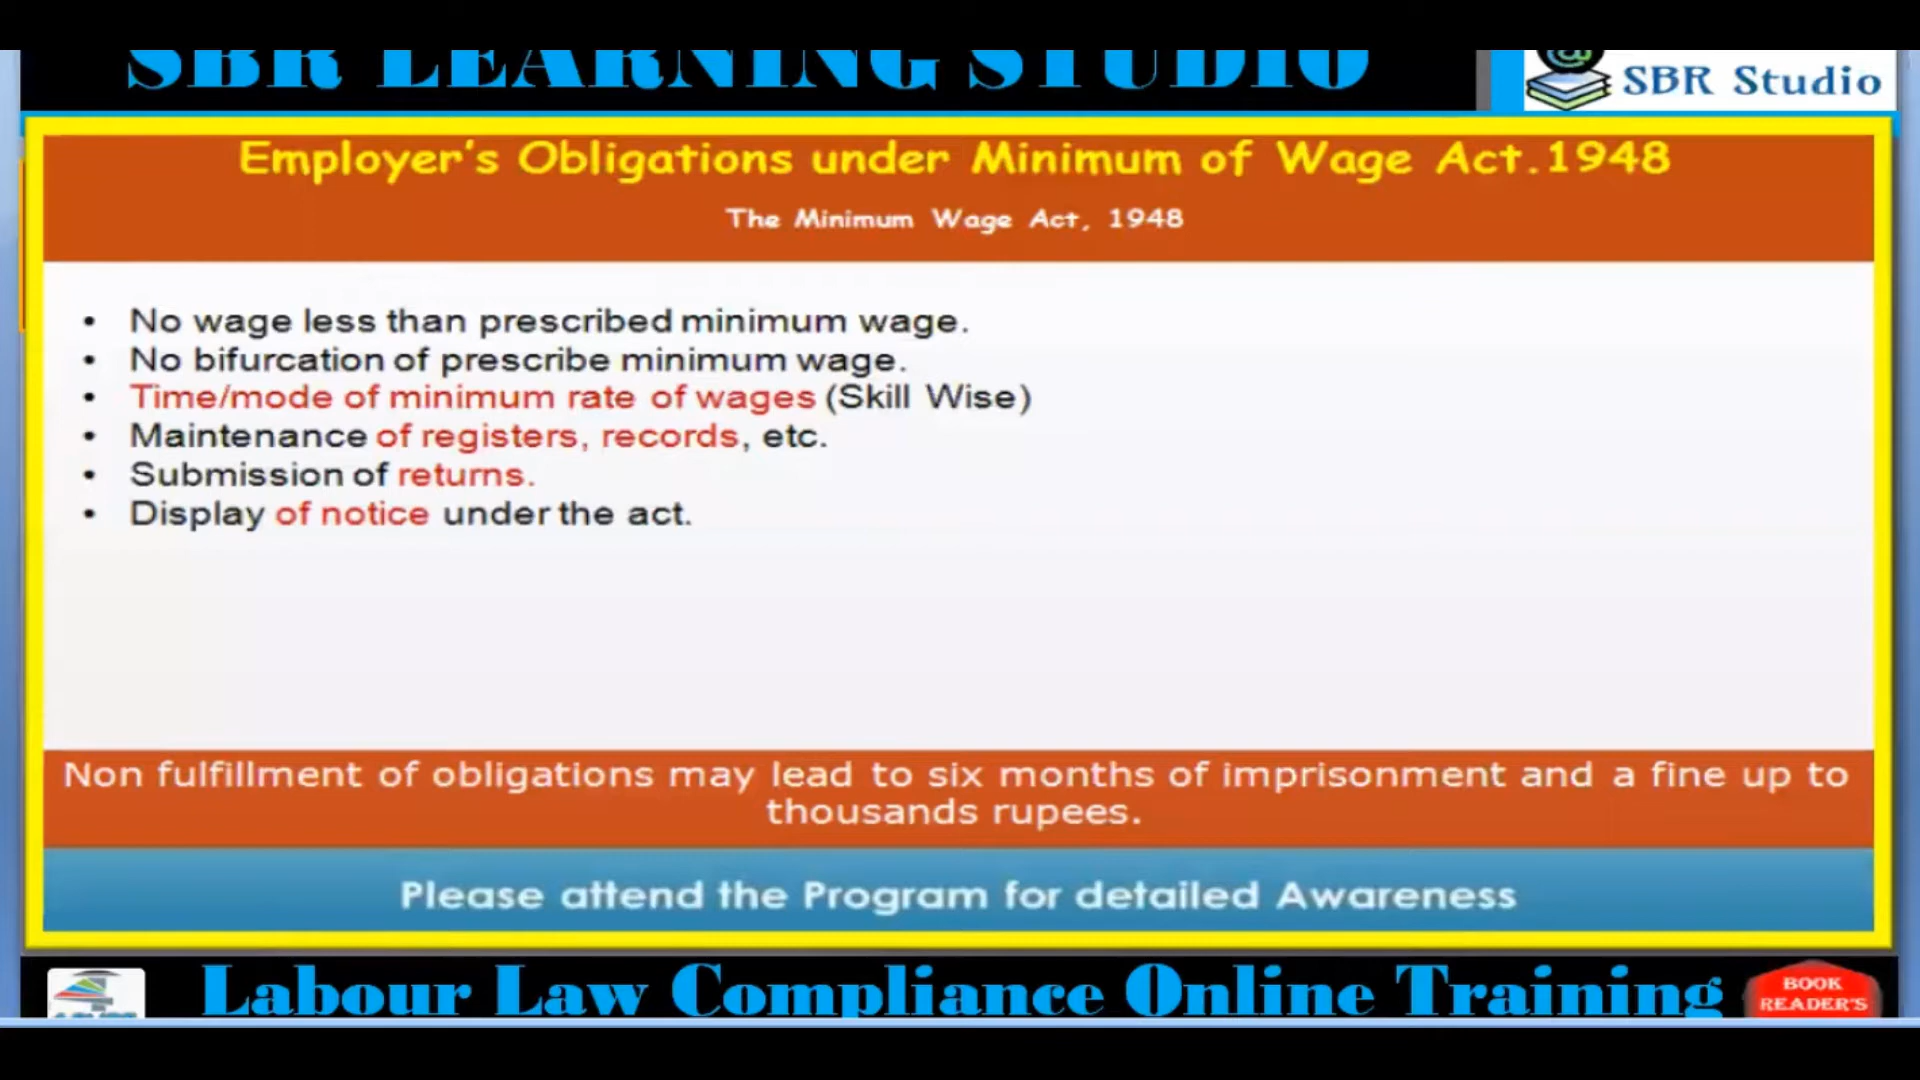 SBR LEARNING STUDIO
SBR Studio
Employer's Obligations under Minimum of Wage Act.1948
The Minimum Wage Act, 1948
• No wage less than prescribed minimum wage.
• No bifurcation of prescribe minimum wage.
• Time/mode of minimum rate of wages (Skill Wise)
• Maintenance of registers, records, etc.
• Submission of returns.
• Display of notice under the act.
Non fulfillment of obligations may lead to six months of imprisonment and a fine up to
thousands rupees.
Please attend the Program for detailed Awareness
Labour Law Compliance Online Training
BOOK
READER'S